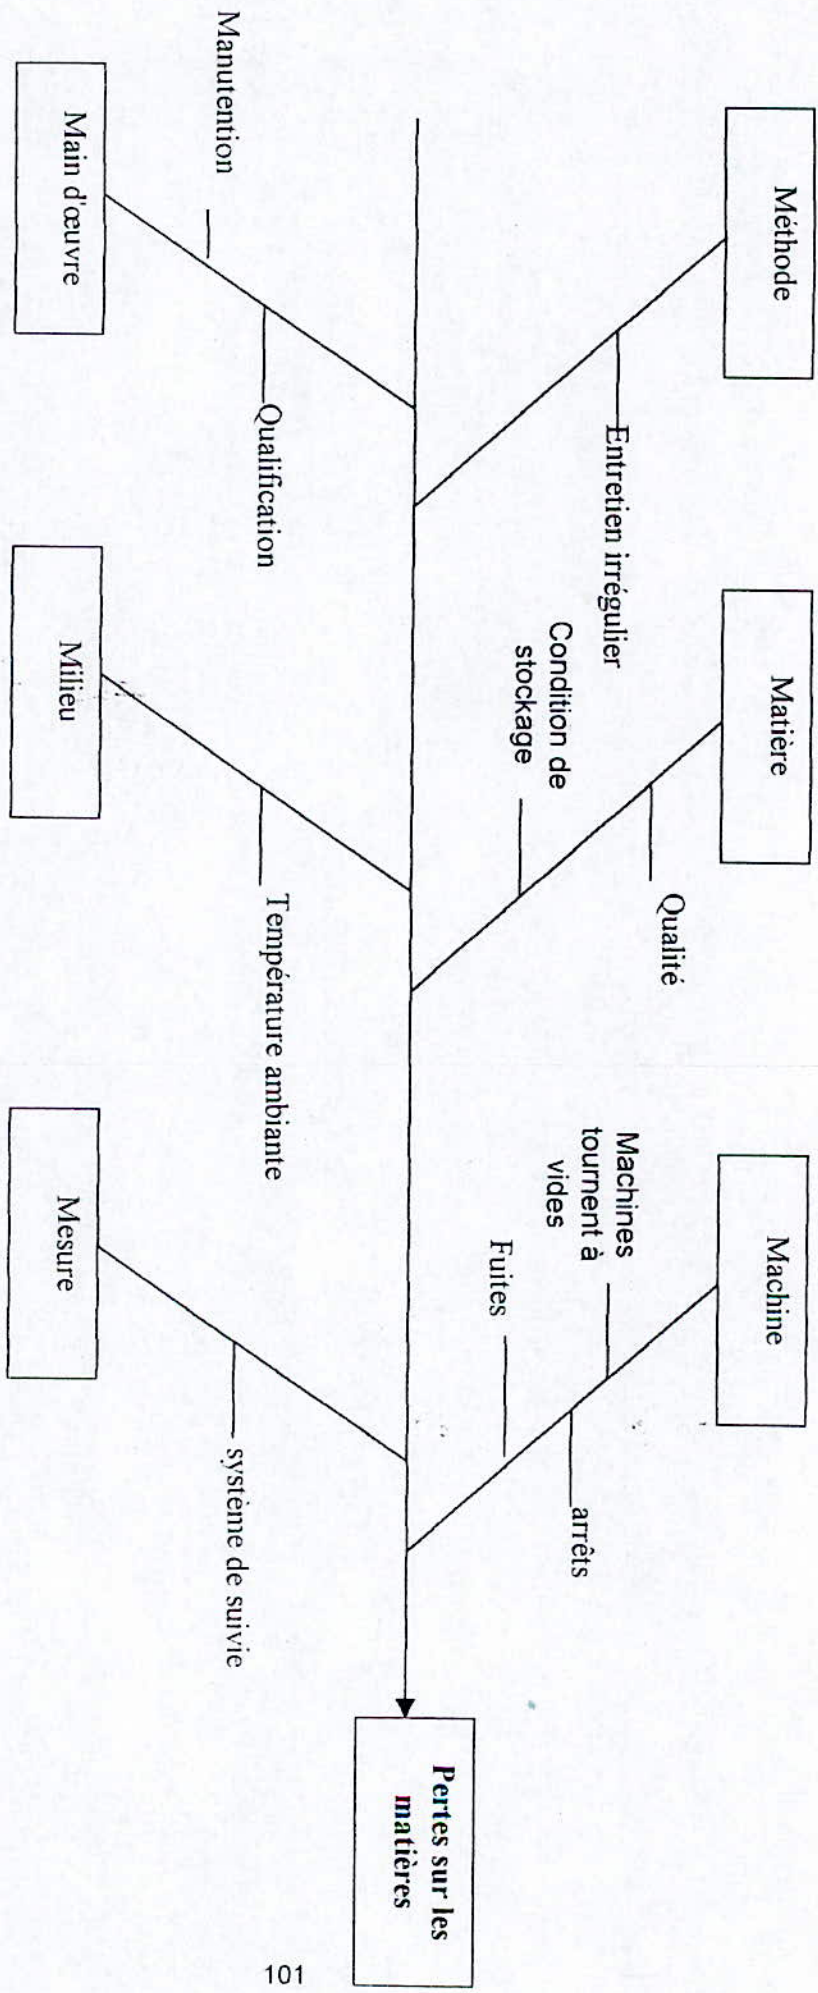 Méthode
Matière
Machine
Entretien irrégulier
Condition de
stockage
Qualité
Machines
tournent à
vides
Fuites
arrêts
Pertes sur les
matières
Manutention
Qualification
Température ambiante
système de suivie
Main d'œuvre
Milieu
Mesure
101